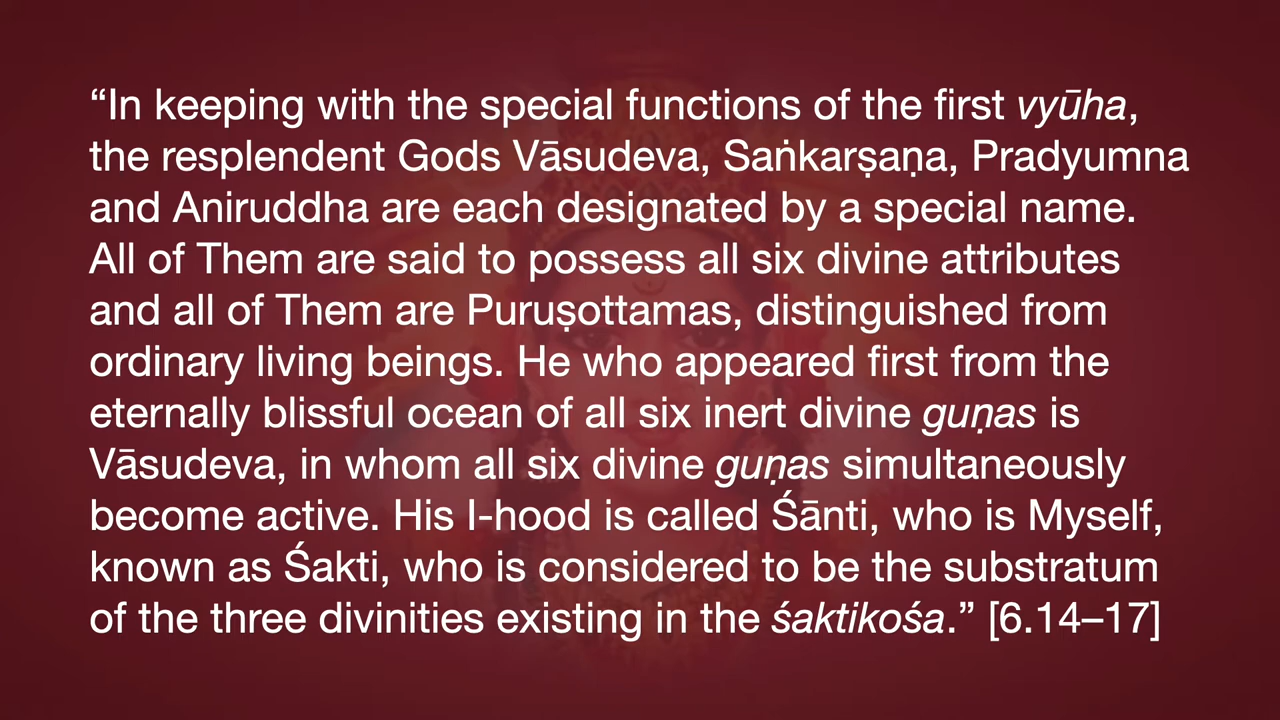 “In keeping with the special functions of the first vyūha,
the resplendent Gods Vāsudeva, Saṅkarṣaṇa, Pradyumna
and Aniruddha are each designated by a special name.
All of Them are said to possess all six divine attributes
and all of Them are Puruṣottamas, distinguished from
ordinary living beings. He who appeared first from the
eternally blissful ocean of all six inert divine guṇas is
Vāsudeva, in whom all six divine guṇas simultaneously
become active. His I-hood is called Śānti, who is Myself,
known as Śakti, who is considered to be the substratum
of the three divinities existing in the śaktikośa.” [6.14–17]